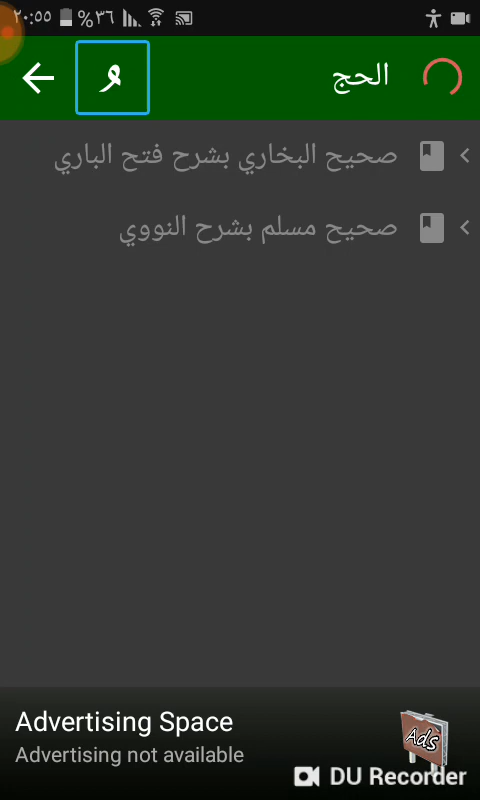 ٢٠:٥٥ ٣٦%
الحج
صحيح البخاري بشرح فتح الباري
صحيح مسلم بشرح النووي
Advertising Space
Advertising not available
Ads
DU Recorder